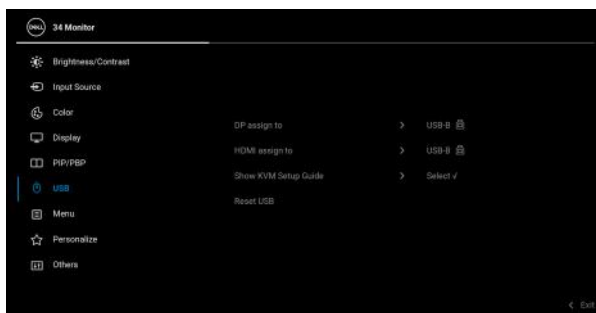 DELL 34 Monitor
Brightness/Contrast
Input Source
Color
Display
PIP/PBP
USB
Menu
Personalize
Others
DP assign to > USB-B
HDMI assign to > USB-B
Show KVM Setup Guide > Select √
Reset USB
< Exit